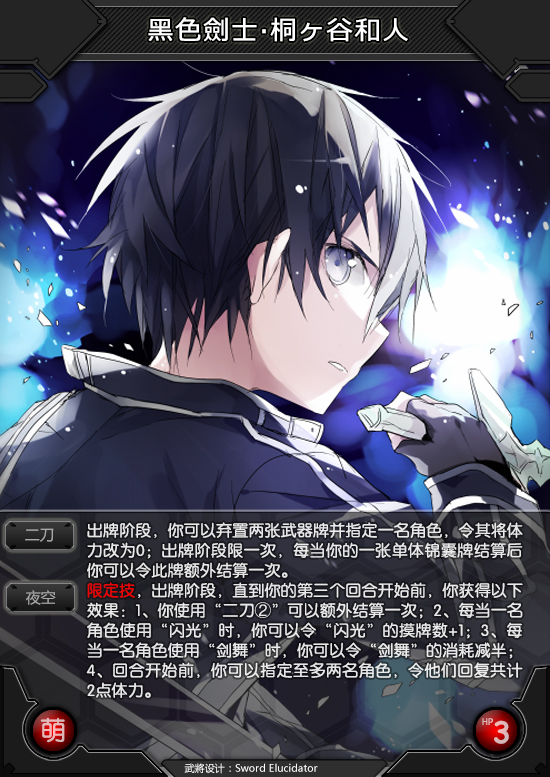 黑色劍士·桐ヶ谷和人
二刀
出牌阶段，你可以弃置两张武器牌并指定一名角色，令其将体
力改为0；出牌阶段限一次，每当你的一张单体锦囊牌结算后
你可以令此牌额外结算一次。
夜空
限定技，出牌阶段，直到你的第三个回合开始前，你获得以下
效果：1、你使用“二刀②”可以额外结算一次；2、每当一名
角色使用“闪光”时，你可以令“闪光”的摸牌数+1；3、每
当一名角色使用“剑舞”时，你可以令“剑舞”的消耗减半；
4、回合开始前，你可以指定至多两名角色，令他们回复共计
2点体力。
萌
HP 3
武將设计：Sword Elucidator